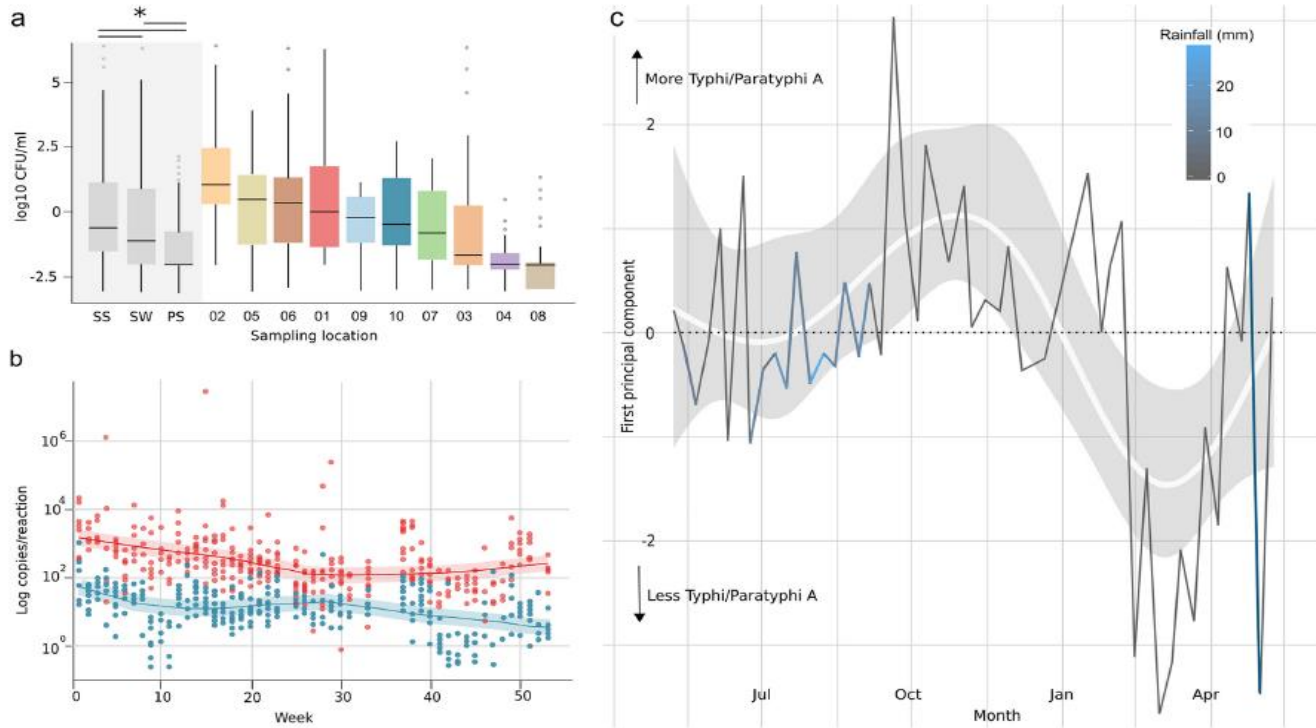 a
*
log10 CFU/ml
5
2.5
0
-2.5
SS SW PS 02 05 06 01 09 10 07 03 04 08
Sampling location
b
Log copies/reaction
10^6
10^4
10^2
10^0
0 10 20 30 40 50
Week
c
Rainfall (mm)
20
10
0
More Typhi/Paratyphi A
First principal component
2
0
-2
Less Typhi/Paratyphi A
Jul Oct Jan Apr
Month